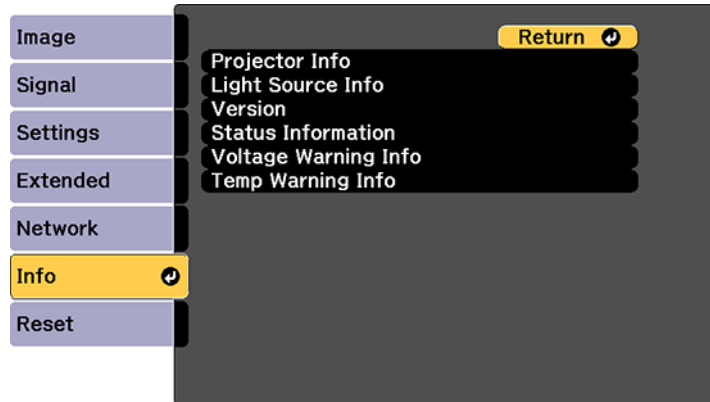 Image
Signal
Settings
Extended
Network
Info
Reset
Return
Projector Info
Light Source Info
Version
Status Information
Voltage Warning Info
Temp Warning Info